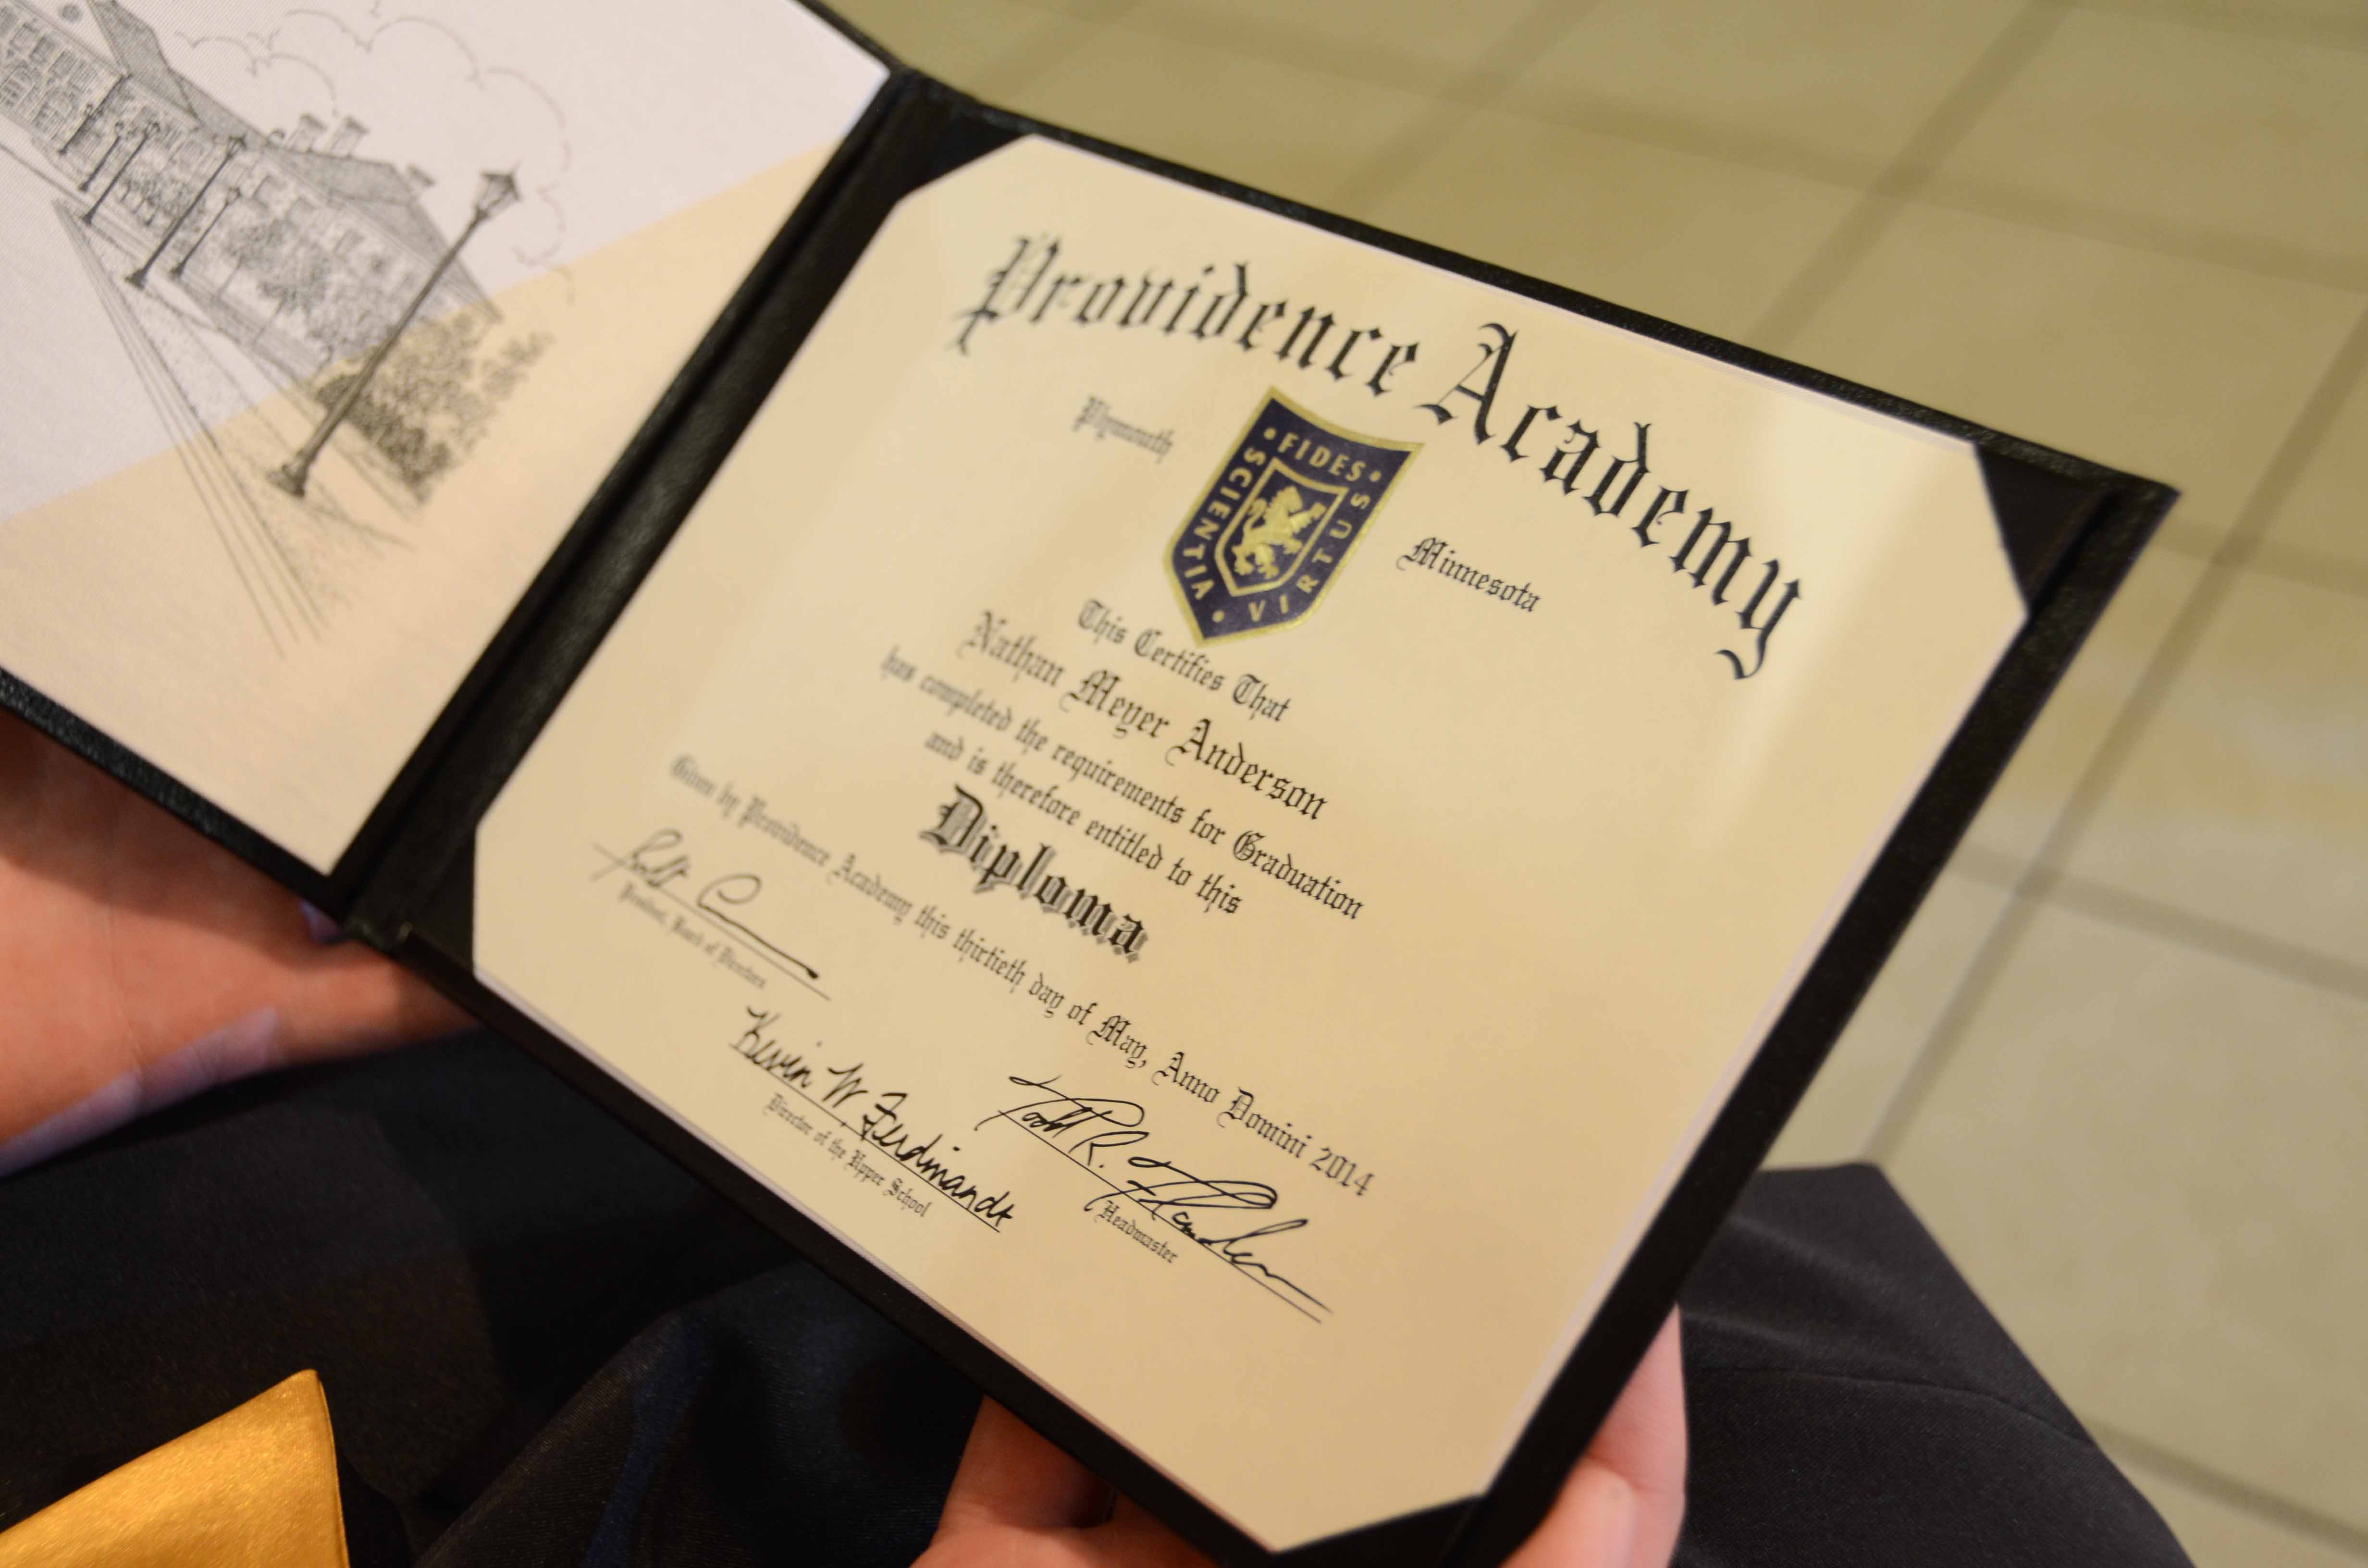 Providence Academy
Plymouth
Minnesota
FIDES
SCIENTIA
VIRTUS
This Certifies That
Nathan Meyer Anderson
has completed the requirements for Graduation
and is therefore entitled to this
Diploma
Given by Providence Academy this thirtieth day of May, Anno Domini 2014
President, Board of Directors
Kevin W. Ferdinandt
Director of the Upper School
Todd R. Flanders
Headmaster